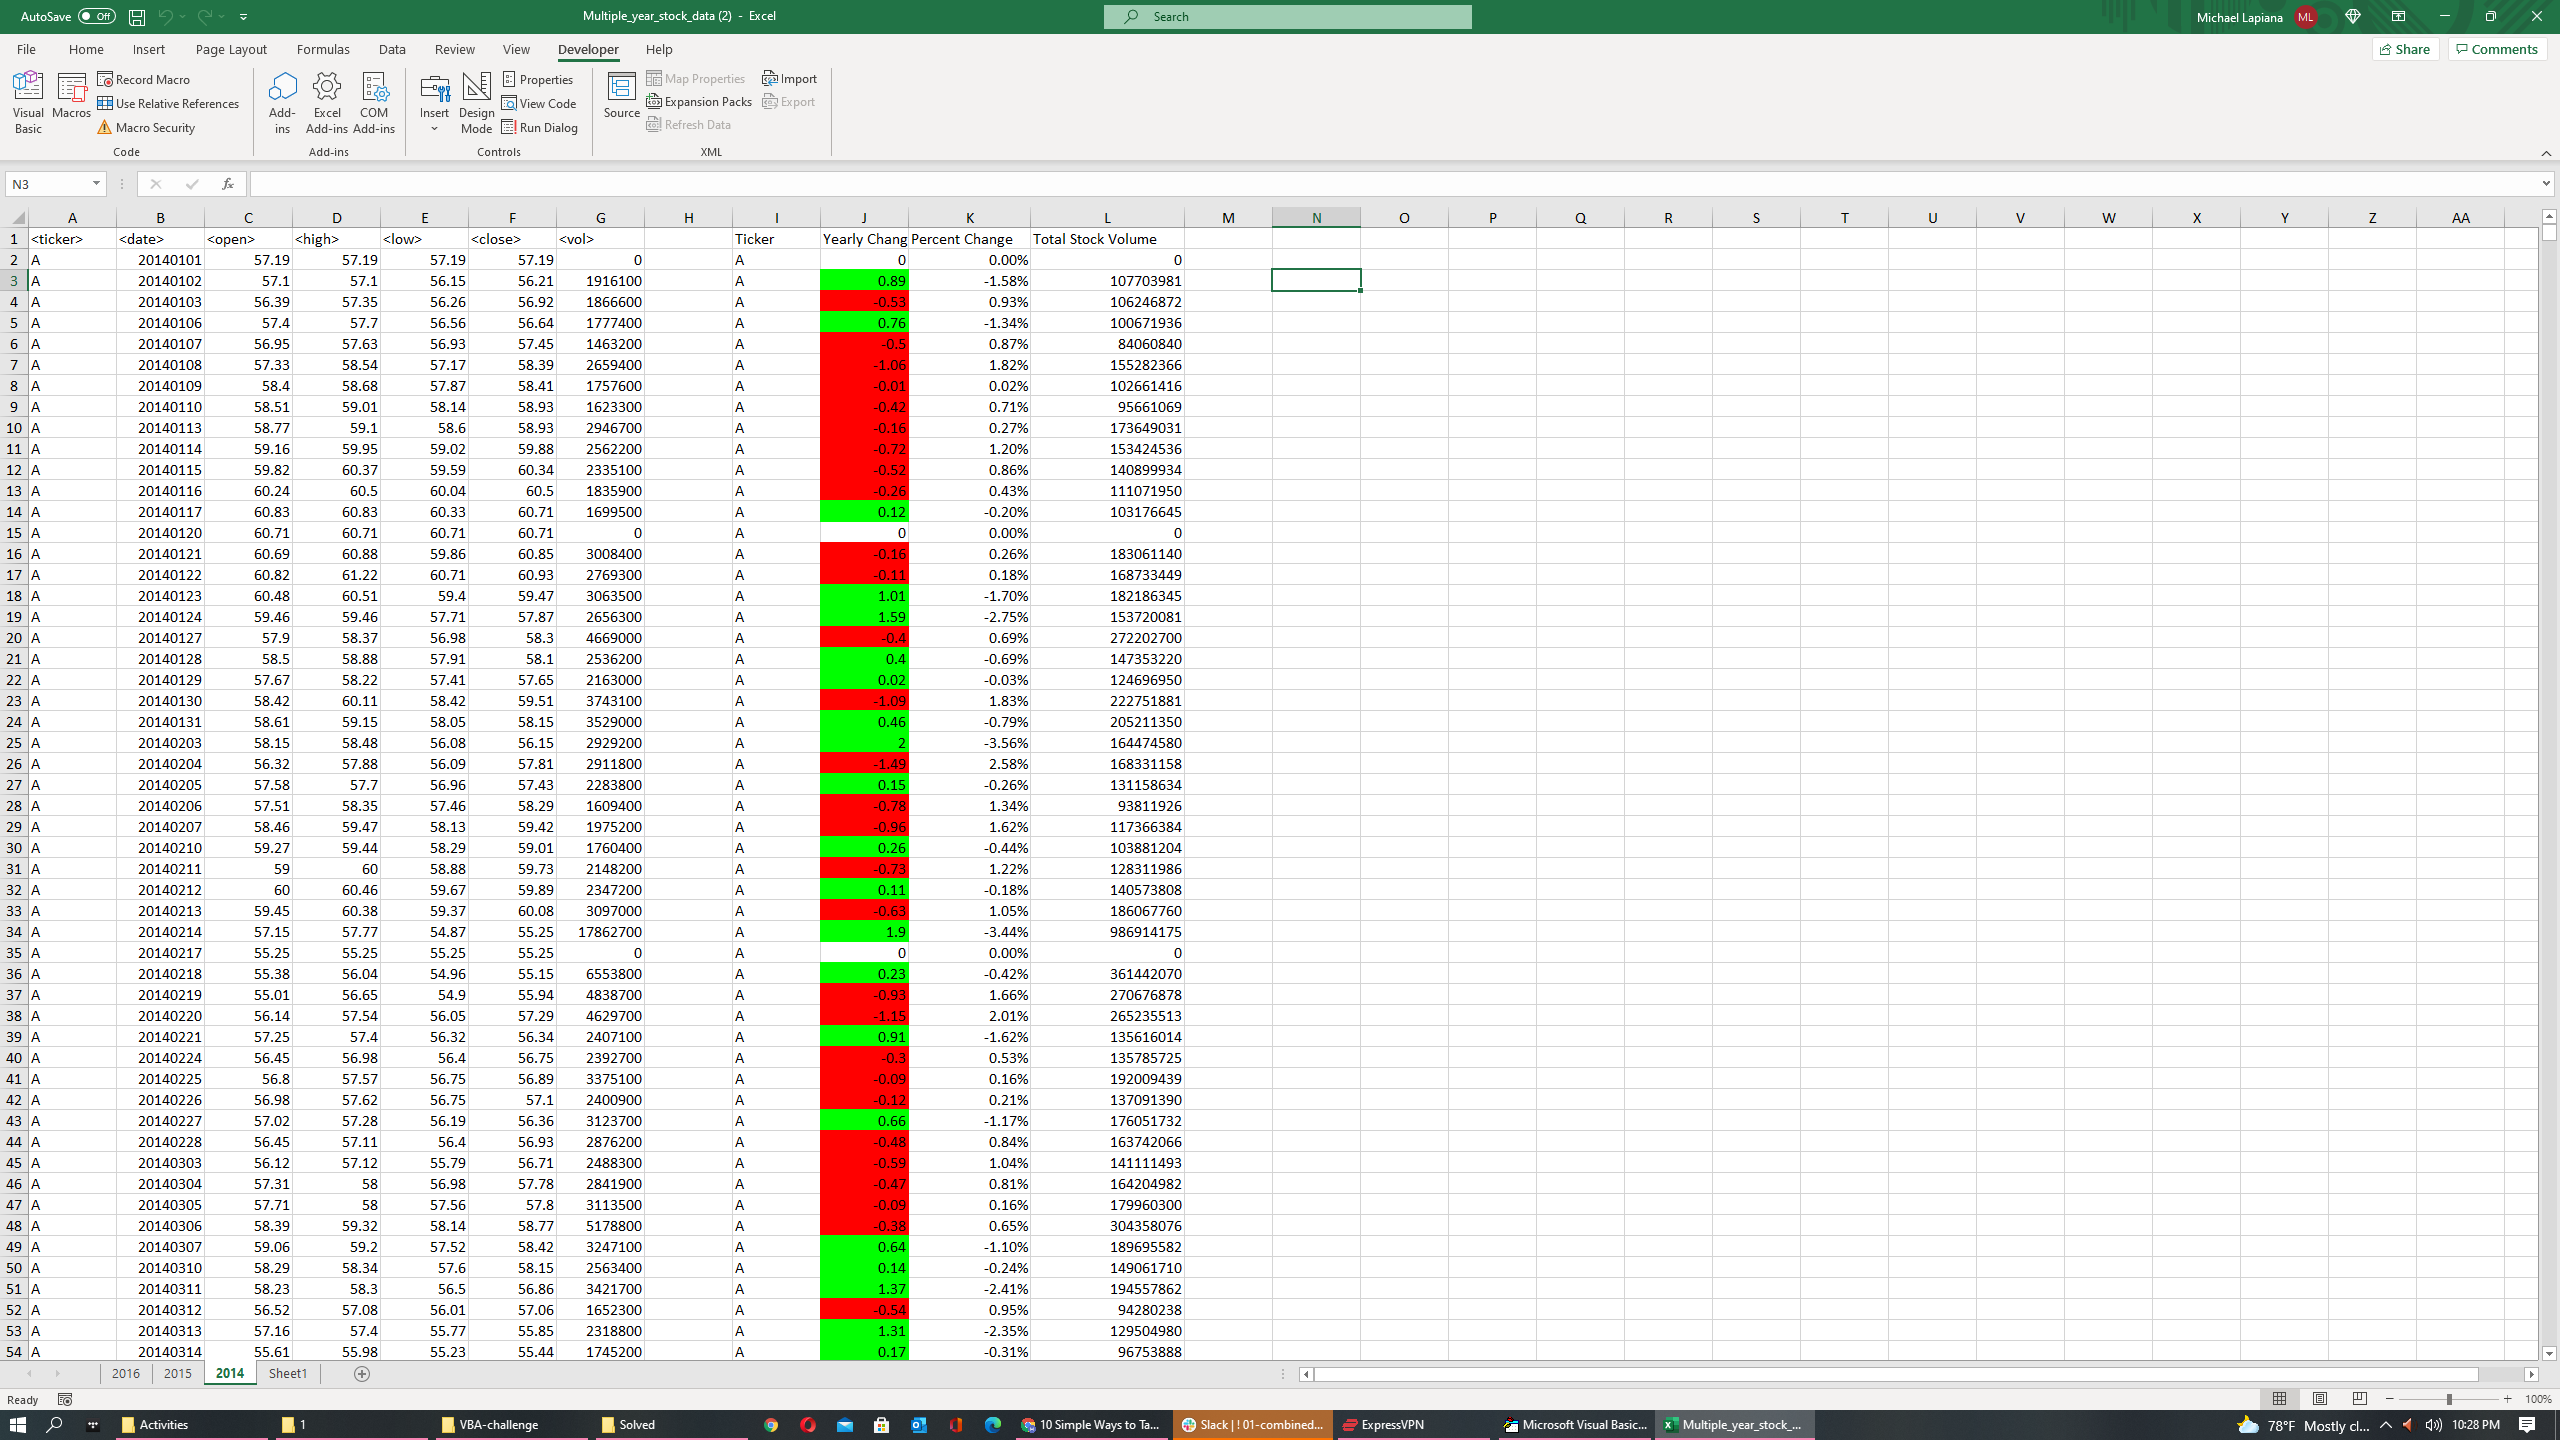 AutoSave Off Multiple_year_stock_data (2) - Excel Search Michael Lapiana ML
File Home Insert Page Layout Formulas Data Review View Developer Help Share Comments
Visual Basic Macros Record Macro Use Relative References Macro Security Code
Add-ins Excel Add-ins COM Add-ins Add-ins
Insert Design Mode Properties View Code Run Dialog Controls
Source Map Properties Expansion Packs Refresh Data Import Export XML
N3 fx
A B C D E F G H I J K L M N O P Q R S T U V W X Y Z AA
1 <ticker> <date> <open> <high> <low> <close> <vol> Ticker Yearly Chang Percent Change Total Stock Volume
2 A 20140101 57.19 57.19 57.19 57.19 0 A 0 0.00% 0
3 A 20140102 57.1 57.1 56.15 56.21 1916100 A 0.89 -1.58% 107703981
4 A 20140103 56.39 57.35 56.26 56.92 1866600 A -0.53 0.93% 106246872
5 A 20140106 57.4 57.7 56.56 56.64 1777400 A 0.76 -1.34% 100671936
6 A 20140107 56.95 57.63 56.93 57.45 1463200 A -0.5 0.87% 84060840
7 A 20140108 57.33 58.54 57.17 58.39 2659400 A -1.06 1.82% 155282366
8 A 20140109 58.4 58.68 57.87 58.41 1757600 A -0.01 0.02% 102661416
9 A 20140110 58.51 59.01 58.14 58.93 1623300 A -0.42 0.71% 95661069
10 A 20140113 58.77 59.1 58.6 58.93 2946700 A -0.16 0.27% 173649031
11 A 20140114 59.16 59.95 59.02 59.88 2562200 A -0.72 1.20% 153424536
12 A 20140115 59.82 60.37 59.59 60.34 2335100 A -0.52 0.86% 140899934
13 A 20140116 60.24 60.5 60.04 60.5 1835900 A -0.26 0.43% 111071950
14 A 20140117 60.83 60.83 60.33 60.71 1699500 A 0.12 -0.20% 103176645
15 A 20140120 60.71 60.71 60.71 60.71 0 A 0 0.00% 0
16 A 20140121 60.69 60.88 59.86 60.85 3008400 A -0.16 0.26% 183061140
17 A 20140122 60.82 61.22 60.71 60.93 2769300 A -0.11 0.18% 168733449
18 A 20140123 60.48 60.51 59.4 59.47 3063500 A 1.01 -1.70% 182186345
19 A 20140124 59.46 59.46 57.71 57.87 2656300 A 1.59 -2.75% 153720081
20 A 20140127 57.9 58.37 56.98 58.3 4669000 A -0.4 0.69% 272202700
21 A 20140128 58.5 58.88 57.91 58.1 2536200 A 0.4 -0.69% 147353220
22 A 20140129 57.67 58.22 57.41 57.65 2163000 A 0.02 -0.03% 124696950
23 A 20140130 58.42 60.11 58.42 59.51 3743100 A -1.09 1.83% 222751881
24 A 20140131 58.61 59.15 58.05 58.15 3529000 A 0.46 -0.79% 205211350
25 A 20140203 58.15 58.48 56.08 56.15 2929200 A 2 -3.56% 164474580
26 A 20140204 56.32 57.88 56.09 57.81 2911800 A -1.49 2.58% 168331158
27 A 20140205 57.58 57.7 56.96 57.43 2283800 A 0.15 -0.26% 131158634
28 A 20140206 57.51 58.35 57.46 58.29 1609400 A -0.78 1.34% 93811926
29 A 20140207 58.46 59.47 58.13 59.42 1975200 A -0.96 1.62% 117366384
30 A 20140210 59.27 59.44 58.29 59.01 1760400 A 0.26 -0.44% 103881204
31 A 20140211 59 60 58.88 59.73 2148200 A -0.73 1.22% 128311986
32 A 20140212 60 60.46 59.67 59.89 2347200 A 0.11 -0.18% 140573808
33 A 20140213 59.45 60.38 59.37 60.08 3097000 A -0.63 1.05% 186067760
34 A 20140214 57.15 57.77 54.87 55.25 17862700 A 1.9 -3.44% 986914175
35 A 20140217 55.25 55.25 55.25 55.25 0 A 0 0.00% 0
36 A 20140218 55.38 56.04 54.96 55.15 6553800 A 0.23 -0.42% 361442070
37 A 20140219 55.01 56.65 54.9 55.94 4838700 A -0.93 1.66% 270676878
38 A 20140220 56.14 57.54 56.05 57.29 4629700 A -1.15 2.01% 265235513
39 A 20140221 57.25 57.4 56.32 56.34 2407100 A 0.91 -1.62% 135616014
40 A 20140224 56.45 56.98 56.4 56.75 2392700 A -0.3 0.53% 135785725
41 A 20140225 56.8 57.57 56.75 56.89 3375100 A -0.09 0.16% 192009439
42 A 20140226 56.98 57.62 56.75 57.1 2400900 A -0.12 0.21% 137091390
43 A 20140227 57.02 57.28 56.19 56.36 3123700 A 0.66 -1.17% 176051732
44 A 20140228 56.45 57.11 56.4 56.93 2876200 A -0.48 0.84% 163742066
45 A 20140303 56.12 57.12 55.79 56.71 2488300 A -0.59 1.04% 141111493
46 A 20140304 57.31 58 56.98 57.78 2841900 A -0.47 0.81% 164204982
47 A 20140305 57.71 58 57.56 57.8 3113500 A -0.09 0.16% 179960300
48 A 20140306 58.39 59.32 58.14 58.77 5178800 A -0.38 0.65% 304358076
49 A 20140307 59.06 59.2 57.52 58.42 3247100 A 0.64 -1.10% 189695582
50 A 20140310 58.29 58.34 57.6 58.15 2563400 A 0.14 -0.24% 149061710
51 A 20140311 58.23 58.3 56.5 56.86 3421700 A 1.37 -2.41% 194557862
52 A 20140312 56.52 57.08 56.01 57.06 1652300 A -0.54 0.95% 94280238
53 A 20140313 57.16 57.4 55.77 55.85 2318800 A 1.31 -2.35% 129504980
54 A 20140314 55.61 55.98 55.23 55.44 1745200 A 0.17 -0.31% 96753888
2016 2015 2014 Sheet1
Ready 100%
Activities 1 VBA-challenge Solved 10 Simple Ways to Ta... Slack | ! 01-combined... ExpressVPN Microsoft Visual Basic... Multiple_year_stock_... 78°F Mostly cl... 10:28 PM